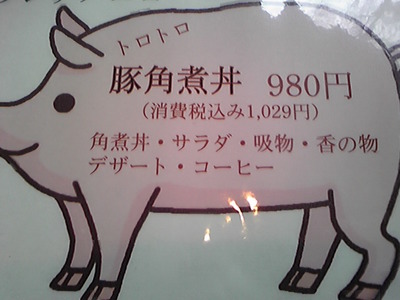 トロトロ
豚角煮丼 980円
(消費税込み1,029円)
角煮丼・サラダ・吸物・香の物
デザート・コーヒー